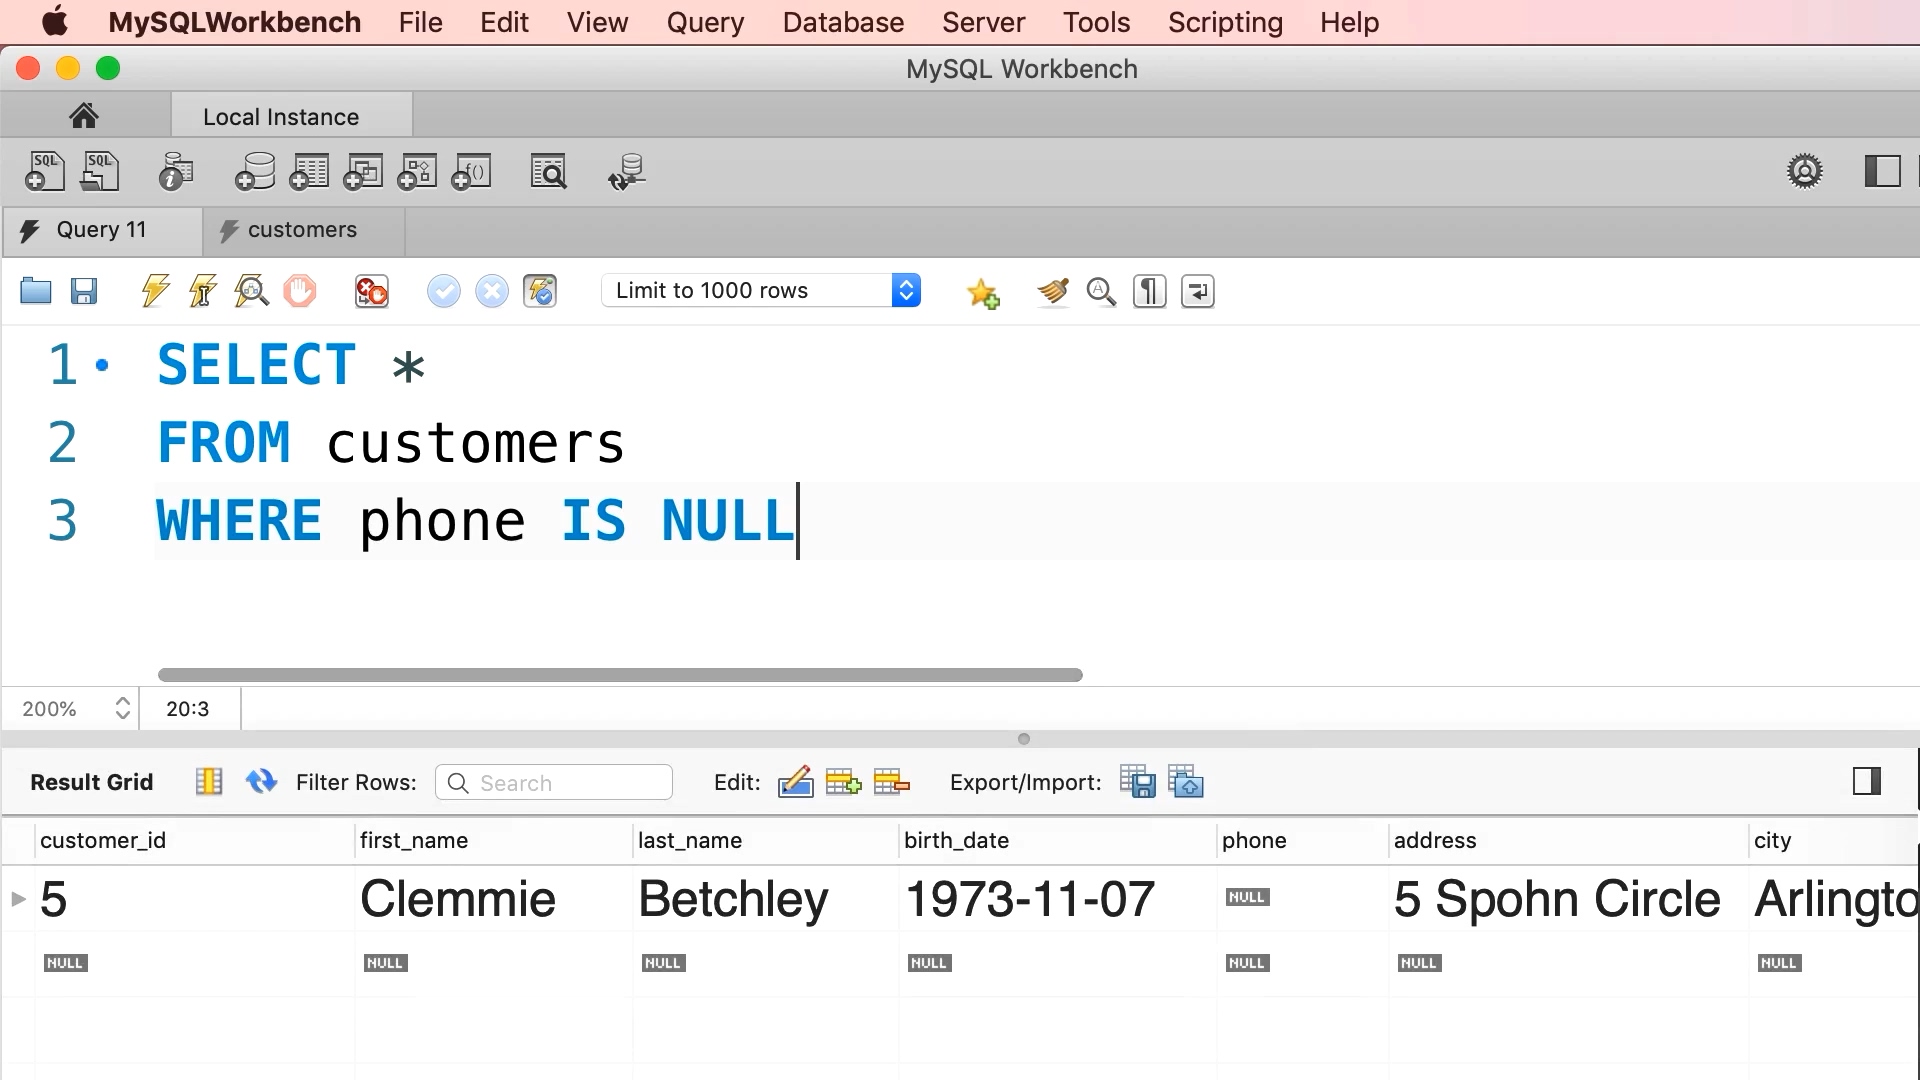 MySQLWorkbench File Edit View Query Database Server Tools Scripting Help
MySQL Workbench
Local Instance
SQL SQL i f()
Query 11 customers
Limit to 1000 rows
1 SELECT *
2 FROM customers
3 WHERE phone IS NULL
200% 20:3
Result Grid Filter Rows: Search Edit: Export/Import:
customer_id first_name last_name birth_date phone address city
5 Clemmie Betchley 1973-11-07 NULL 5 Spohn Circle Arlingto
NULL NULL NULL NULL NULL NULL NULL